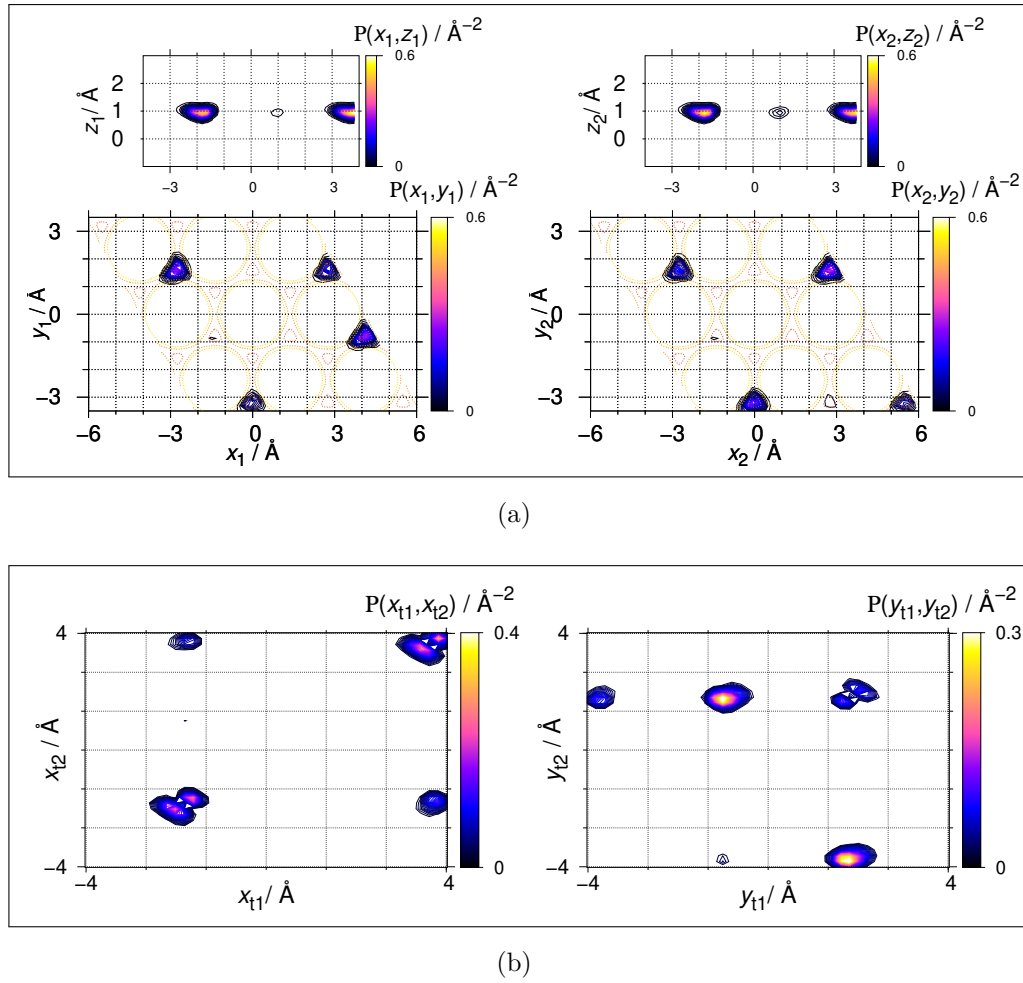 P(x1,z1) / Å−2
P(x2,z2) / Å−2
0.6
0.6
2
1
0
z1/ Å
2
1
0
z2/ Å
0
0
−3
0
3
−3
0
3
P(x1,y1) / Å−2
P(x2,y2) / Å−2
0.6
0.6
3
0
−3
y1 / Å
3
0
−3
y2 / Å
0
0
−6
−3
0
3
6
−6
−3
0
3
6
x1 / Å
x2 / Å
(a)
P(xt1,xt2) / Å−2
P(yt1,yt2) / Å−2
4
0.4
4
0.3
xt2 / Å
yt2 / Å
−4
0
−4
0
−4
4
−4
4
xt1/ Å
yt1/ Å
(b)